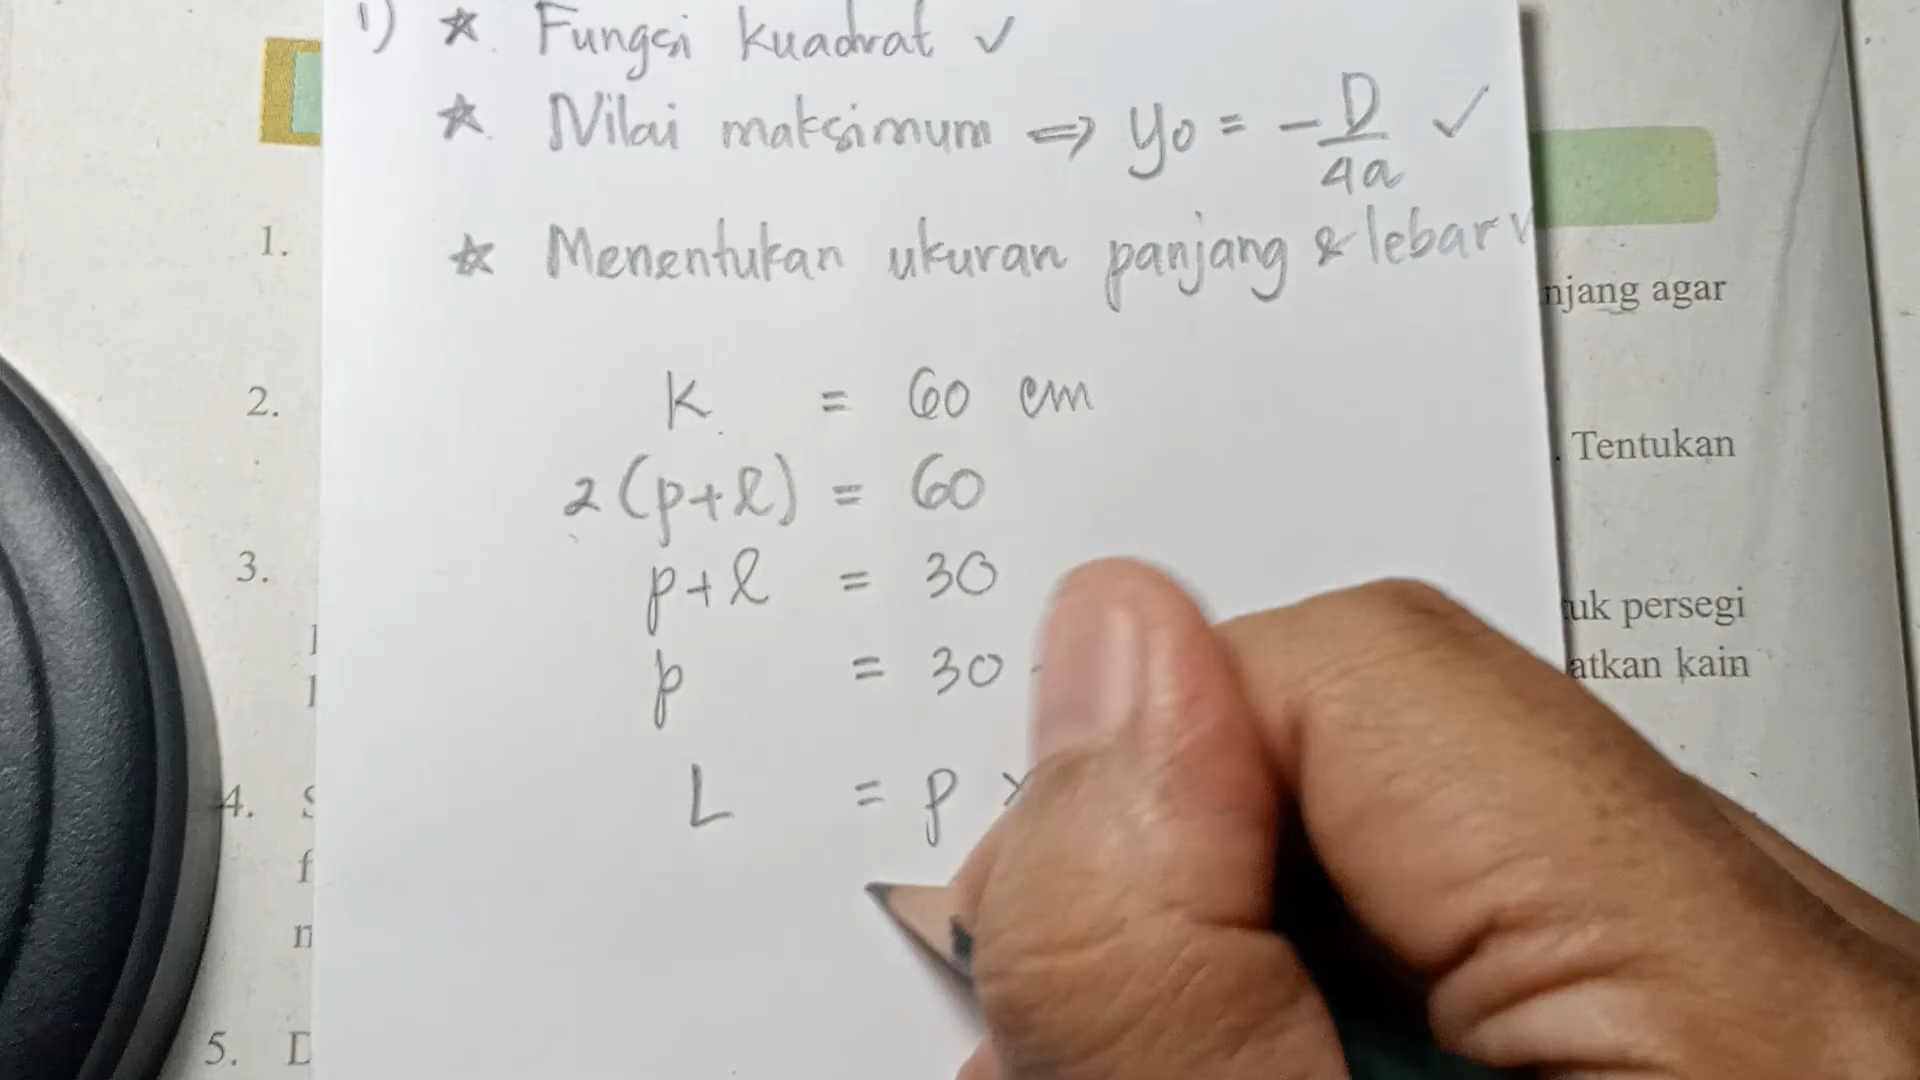 1) ☆ Fungsi kuadrat ✓
☆ Nilai maksimum ⇒ yo = -D/4a ✓
☆ Menentukan ukuran panjang & lebar ✓
K = 60 cm
2(p+l) = 60
p+l = 30
p = 30 -
L = p ×
1.
njang agar
2.
. Tentukan
3.
uk persegi
atkan kain
4.
5. D